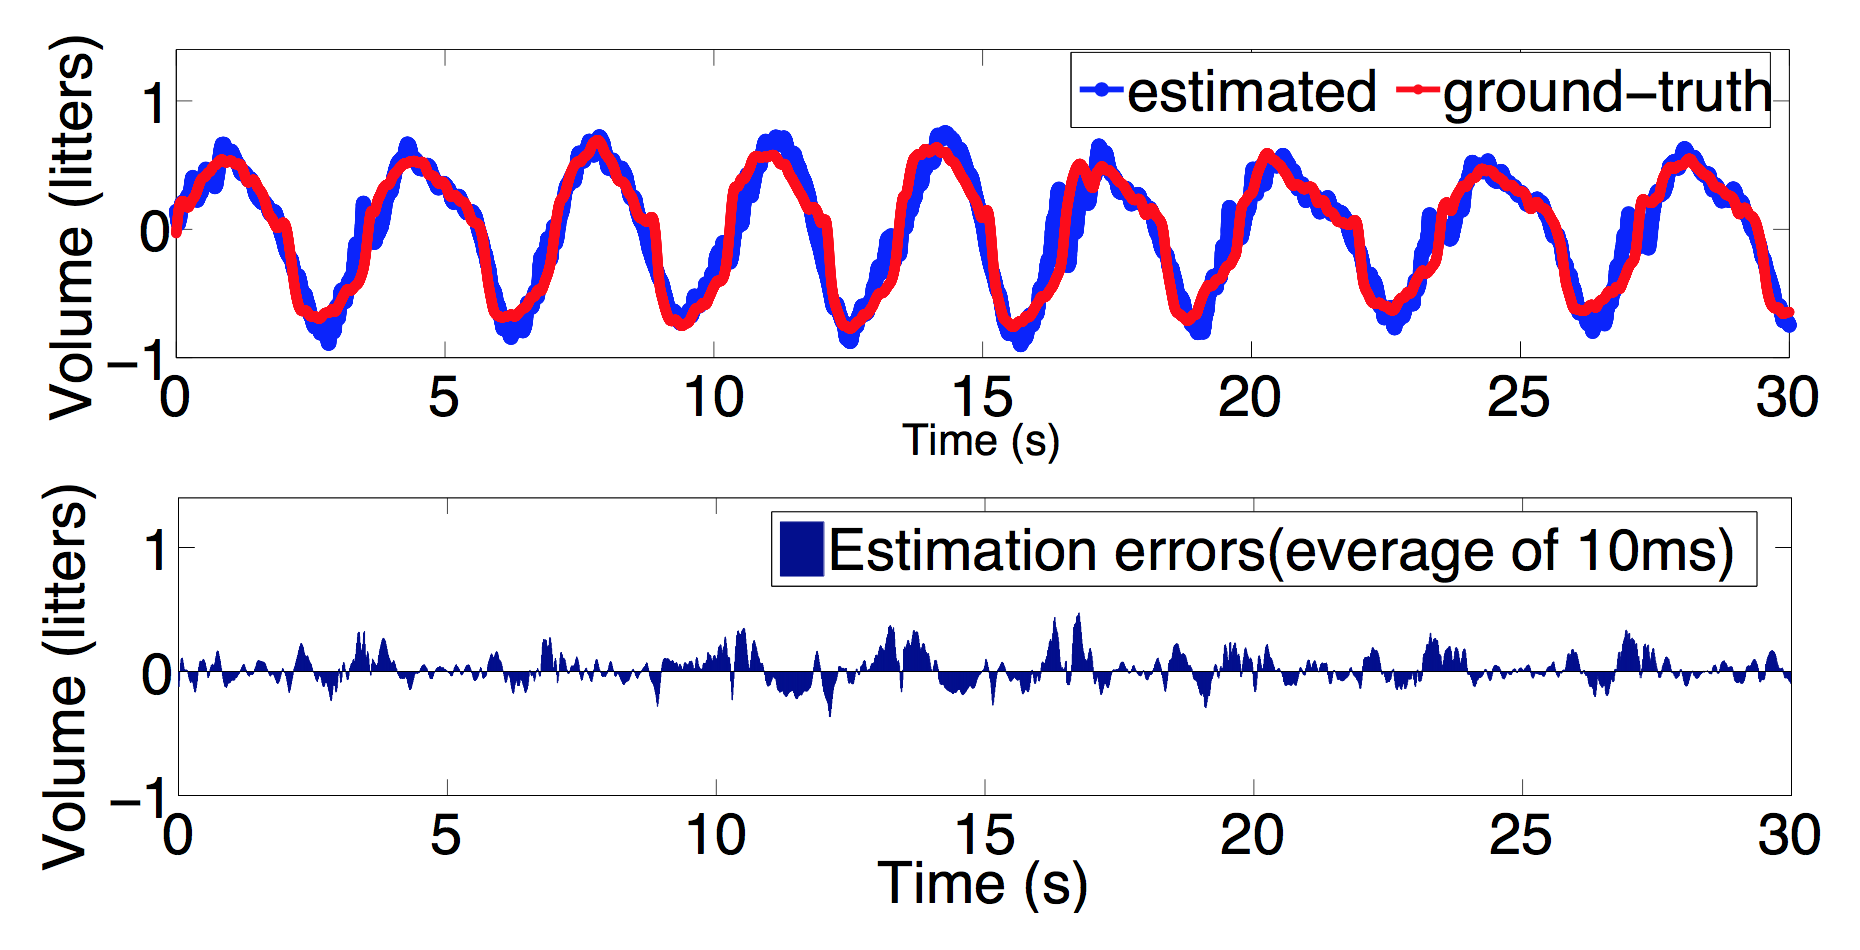 Volume (litters)
1
0
−1
estimated ground−truth
0 5 10 15 20 25 30
Time (s)
Volume (litters)
1
0
−1
Estimation errors(everage of 10ms)
0 5 10 15 20 25 30
Time (s)